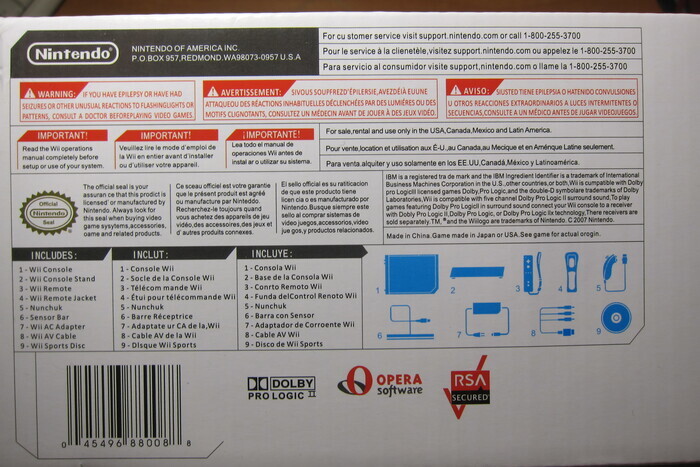 Nintendo
NINTENDO OF AMERICA INC.
P.O.BOX 957,REDMOND.WA98073-0957 U.S.A
For cu stomer service visit support.nintendo.com or call 1-800-255-3700
Pour le service à la clienetèle,visitez support.nintendo.com ou appelez le 1-800-255-3700
Para servicio al consumidor visite support.nintendo.com o llame la 1-800-255-3700
WARNING: IF YOU HAVE EPILEPSY OR HAVE HAD
SEIZURES OR OTHER UNUSUAL REACTIONS TO FLASHINGLIGHTS OR
PATTERNS, CONSULT A DOCTOR BEFOREPLAYING VIDEO GAMES.
AVERTISSEMENT: SIVOUS SOUFFREZD'ÉPILERSIE,AVEZDÉJÀ EUUNE
ATTAQUEOU DES RÉACTIONS INHABITUELLES DÉCLENCHÉES PAR DES LUMIÈRES OU DES
MOTIFS CLIGNOTANTS, CONSULTEZ UN MÉDECIN AVANT DE JOUER À DES JEUX VIDÉO.
AVISO: SIUSTED TIENE EPILEPSIA O HATENIDO CONVULSIONES
U OTROS REACCIONES EXTRAORDINARIOS A LUCES INTERMITENTES O
SECUENCIAS,CONSULTE A UN MÉDICO ANTES DE JUGAR VIDEOJUEGOS.
IMPORTANT!
Read the Wii operations
manual completely before
setup or use of your system.
IMPORTANT!
Veuillez lire le mode d'emploi de
la Wii en entier avant d'Installer
ou d'utiliser votre appareil.
¡IMPORTANTE!
Lea todo el manual de
operaciones Wii antes de
instal ar o utilizar su sistema.
For sale,rental and use only in the USA,Canada,Mexico and Latin America.
Pour vente,location et utilisation aux É-U.,au Canada,au Mecique et en Amérique Latine seulement.
Para venta,alquiter y uso solamente en los EE.UU,Canadá,México y Latinoamérica.
Official
Nintendo
Seal
The official seal is your
assuran ce that this prodct is
licensed or manufactured by
Nintendo. Always look for
this seal when buying video
game sysytems,accessories,
oame and related products.
Ce sceau officiel est votre garantie
que le présent produit est agréé
ou manufacture par Nintendo.
Recherchez-le toujours quand
vous achetez des appareils de jeu
vidéo,des accessoires,des jeux et
d' autres produits connexes.
El sello oficial es su ratificacion
de que este producto tiene
licen cia o es manufacturado por
Nintendo.Busque siempre este
sello al comprar sistemas de
video juegos,accesorios,video
jue gos,y productos relacionados.
IBM is a registered tra de mark and the IBM Ingredient Identifier is a trademark of International
Business Machines Corporation in the U.S.,other countries,or both,Wii is compatible with Dolby
pro LogicIII licensed games Dolby,Pro Logic,and the double-D symbolare trademarks of Dolby
Laboratories,Wii is compatible with five channel Dolby Pro Logic II surround sound,To play
games featuring Dolby Pro LogicII in surround sound connect your Wii console to a receiver
with Dobly Pro Logic II,Dolby Pro Logic, or Dolby Pro Logic IIx technology,There receivers are
sold separately.TM,®and the Wiilogo are trademarks of Nintendo. C 2007 Nintendo.
Made in China.Game made in Japan or USA.See game for actual orogin.
INCLUDES:
1 - Wii Console
2 - Wii Console Stand
3 - Wii Remote
4 - Wii Remote Jacket
5 - Nunchuk
6 - Sensor Bar
7 - Wii AC Adapter
8 - Wii AV Cable
9 - Wii Sports Disc
INCLUT:
1 - Console Wii
2 - Socle de la Console Wii
3 - Télécom mande Wii
4 - Étui pour télécommande Wii
5 - Nunchuk
6 - Barre Réceptrice
7 - Adaptate ur CA de la,Wii
8 - Cable AV de la Wii
9 - Disque Wii Sports
INCLUYE:
1 - Consola Wii
2 - Base de la Consola Wii
3 - Conrto Remoto Wii
4 - Funda delControl Renoto Wii
5 - Nunchuk
6 - Barra con Sensor
7 - Adaptador de Corroente Wii
8 - Cable AV Wii
9 - Disco de Wii Sports
1 2 3 4 5
6 7 8 9
0 45496 88008 8
DOLBY
PRO LOGIC II
OPERA
software
RSA
SECURED